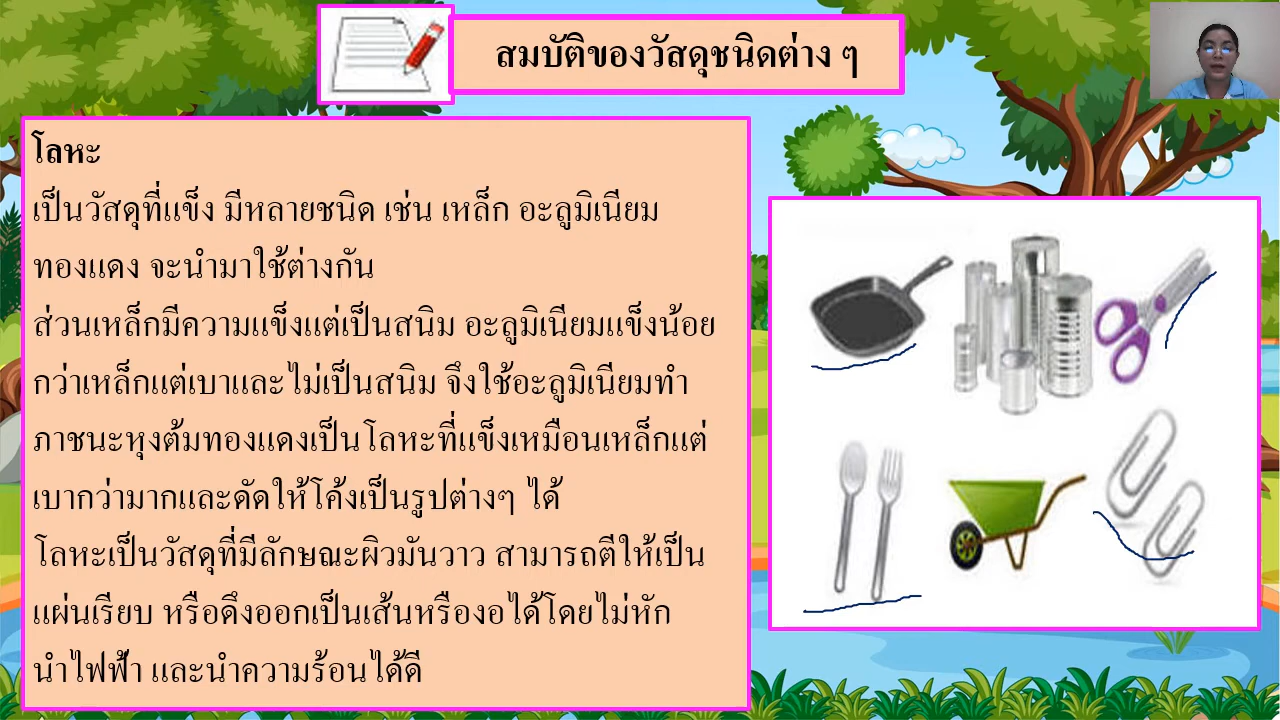 สมบัติของวัสดุชนิดต่าง ๆ
โลหะ
เป็นวัสดุที่แข็ง มีหลายชนิด เช่น เหล็ก อะลูมิเนียม
ทองแดง จะนำมาใช้ต่างกัน
ส่วนเหล็กมีความแข็งแต่เป็นสนิม อะลูมิเนียมแข็งน้อย
กว่าเหล็กแต่เบาและไม่เป็นสนิม จึงใช้อะลูมิเนียมทำ
ภาชนะหุงต้มทองแดงเป็นโลหะที่แข็งเหมือนเหล็กแต่
เบากว่ามากและดัดให้โค้งเป็นรูปต่างๆ ได้
โลหะเป็นวัสดุที่มีลักษณะผิวมันวาว สามารถตีให้เป็น
แผ่นเรียบ หรือดึงออกเป็นเส้นหรืองอได้โดยไม่หัก
นำไฟฟ้า และนำความร้อนได้ดี